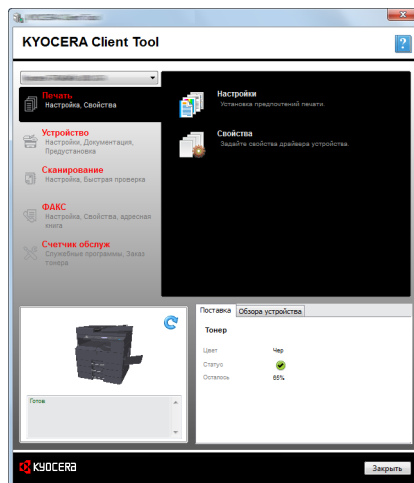 KYOCERA Client Tool
?
Печать
Настройка, Свойства
Устройство
Настройки, Документация,
Предустановка
Сканирование
Настройка, Быстрая проверка
ФАКС
Настройка, Свойства, адресная
книга
Счетчик обслуж
Служебные программы, Заказ
тонера
Настройки
Установка предпочтений печати.
Свойства
Задайте свойства драйвера устройства.
Готов
Поставка
Обзора устройства
Тонер
Цвет Чер
Статус
Осталось 65%
KYOCERA
Закрыть